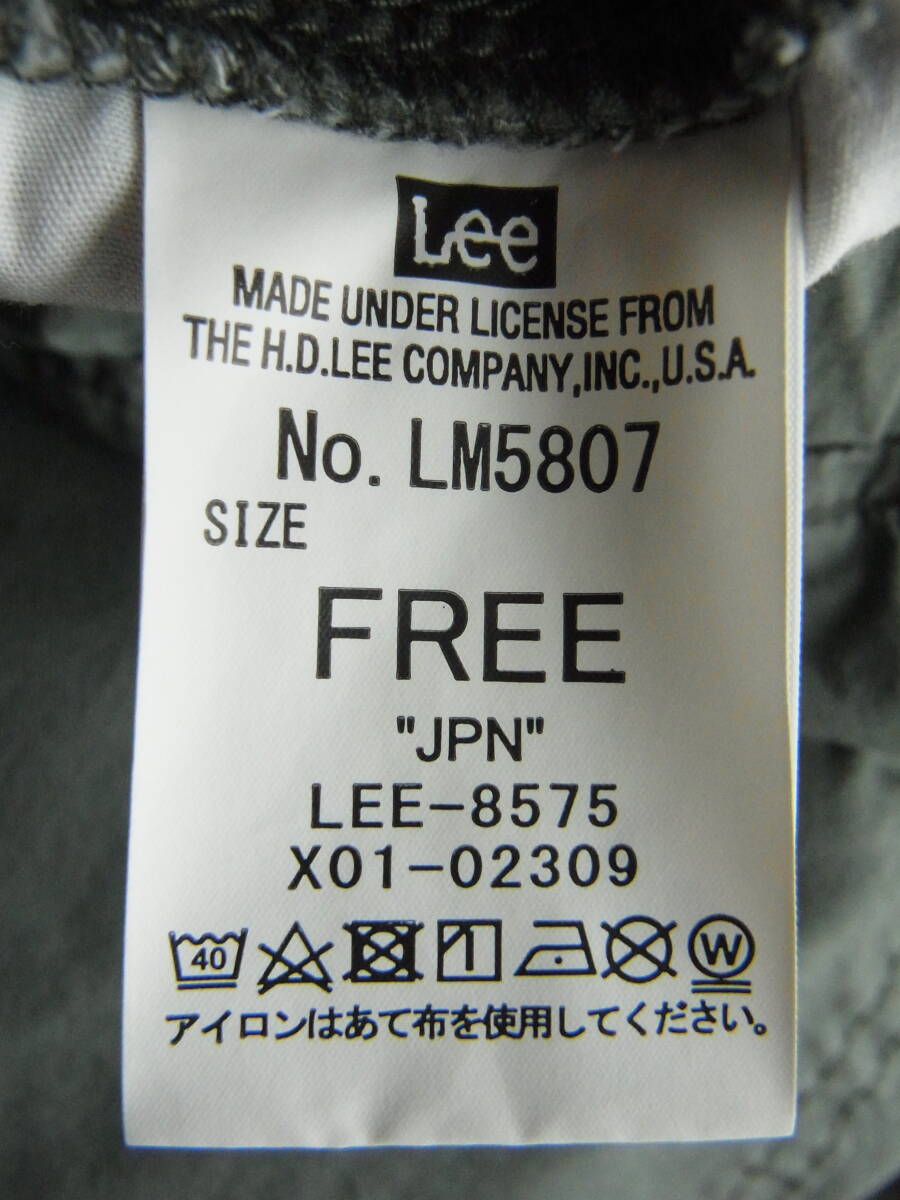 Lee
MADE UNDER LICENSE FROM
THE H.D.LEE COMPANY,INC.,U.S.A.
No. LM5807
SIZE
FREE
"JPN"
LEE-8575
X01-02309
40 W
アイロンはあて布を使用してください。